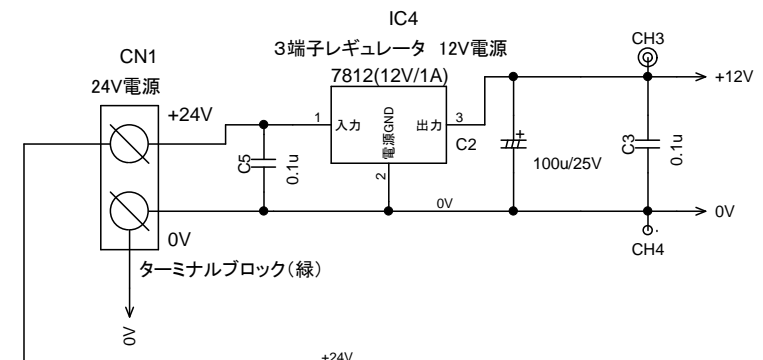 IC4
3端子レギュレータ 12V電源
7812(12V/1A)
CN1
24V電源
+24V
0V
ターミナルブロック(緑)
0V
C5
0.1u
1
入力
電源GND
出力
3
2
C2
+
100u/25V
0V
CH3
+12V
C3
0.1u
0V
CH4
+24V